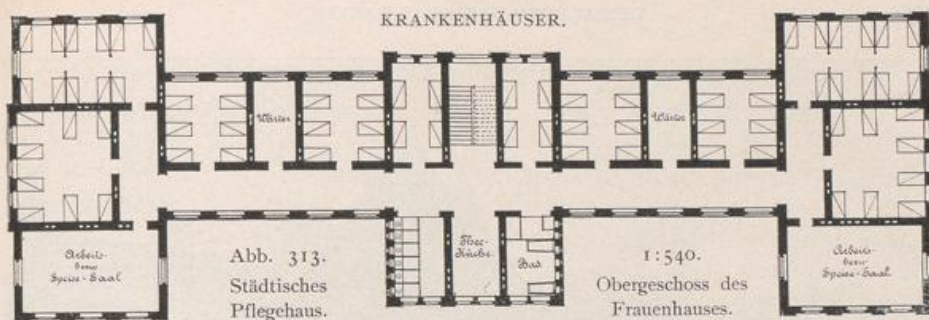 KRANKENHÄUSER.
Wärter
Wärter
Arbeits-
bezw
Speise-Saal
Abb. 313.
Städtisches
Pflegehaus.
Thee-
Küche
Bad.
1:540.
Obergeschoss des
Frauenhauses.
Arbeits-
bezw
Speise-Saal.